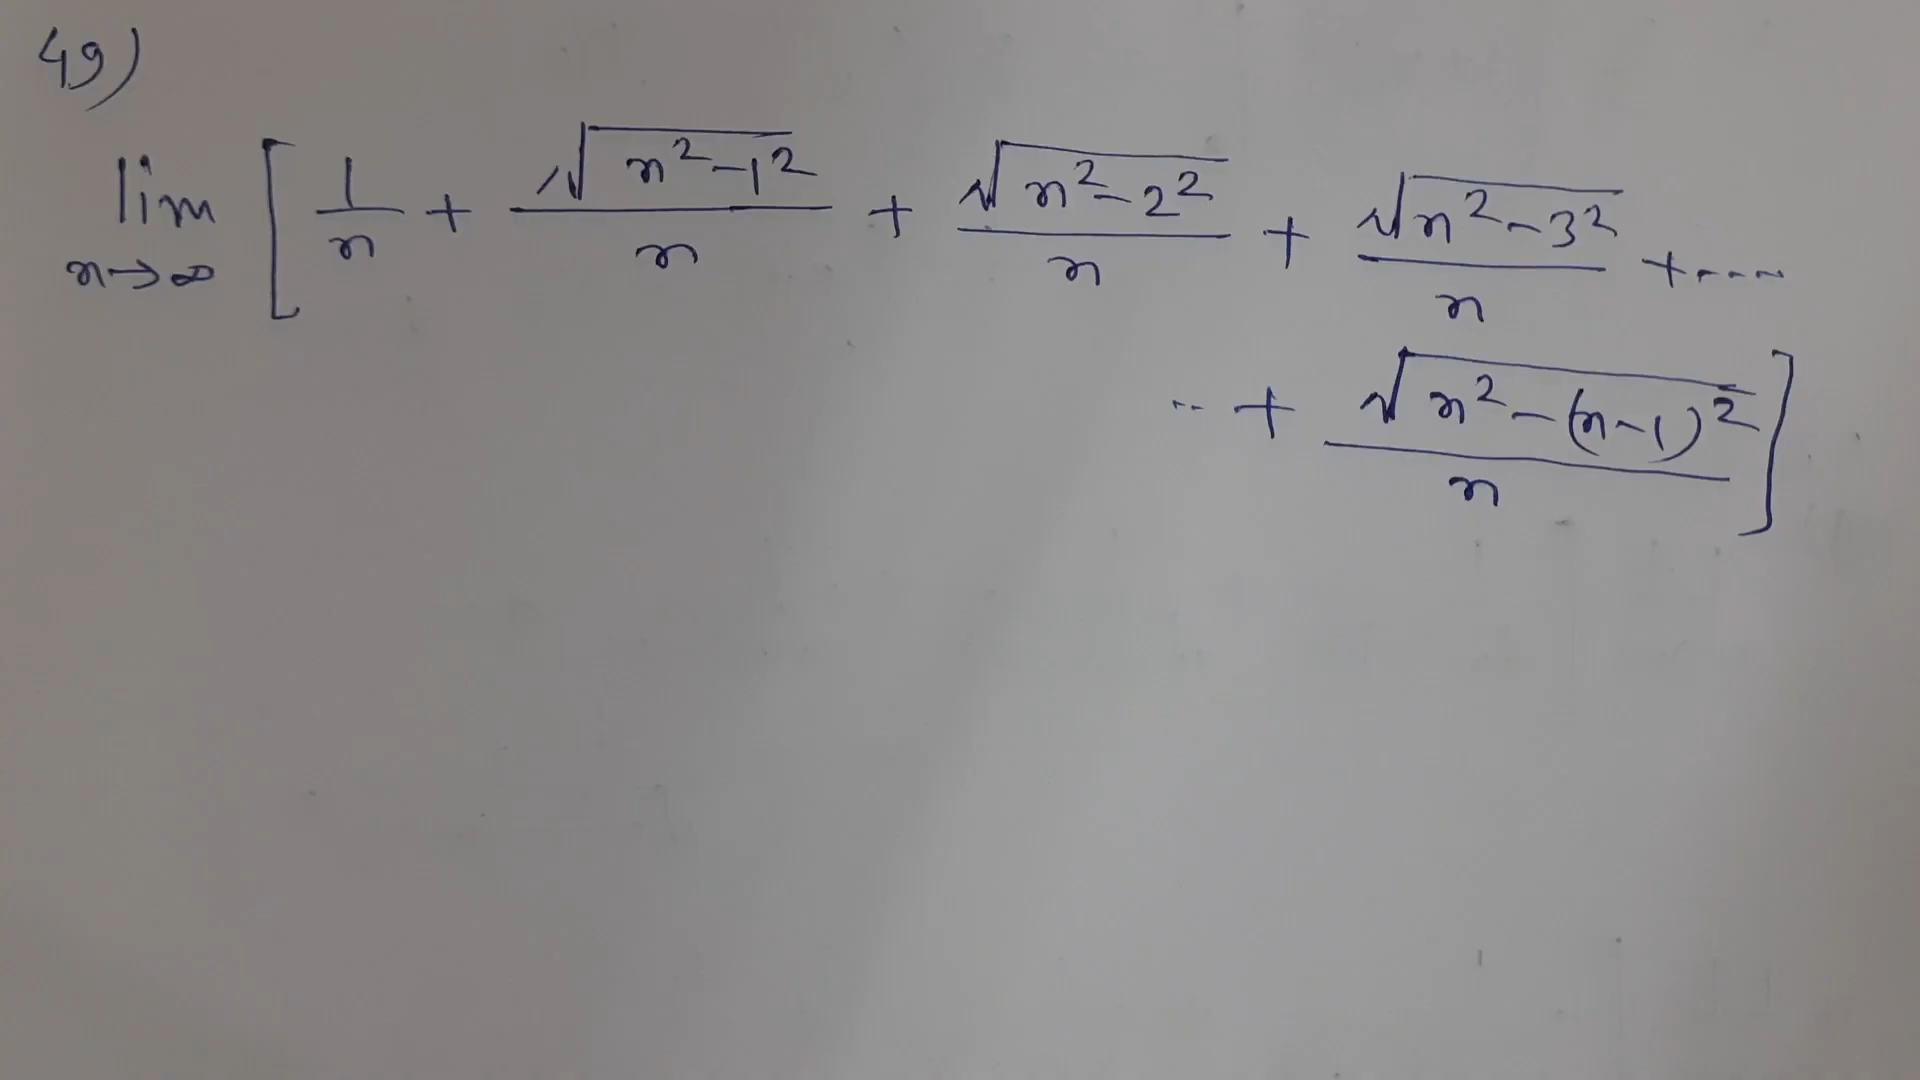 49)
lim n→∞ [ 1/n + √(n²-1²)/n + √(n²-2²)/n + √(n²-3²)/n + ....
.. + √(n²-(n-1)²)/n ]